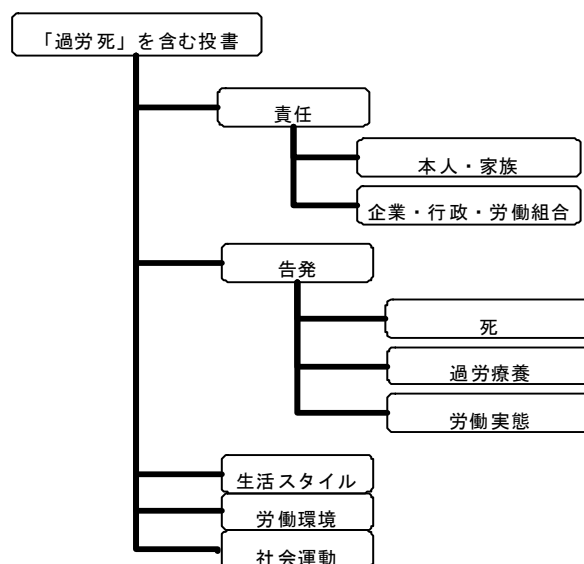 「過労死」を含む投書
責任
本人・家族
企業・行政・労働組合
告発
死
過労療養
労働実態
生活スタイル
労働環境
社会運動